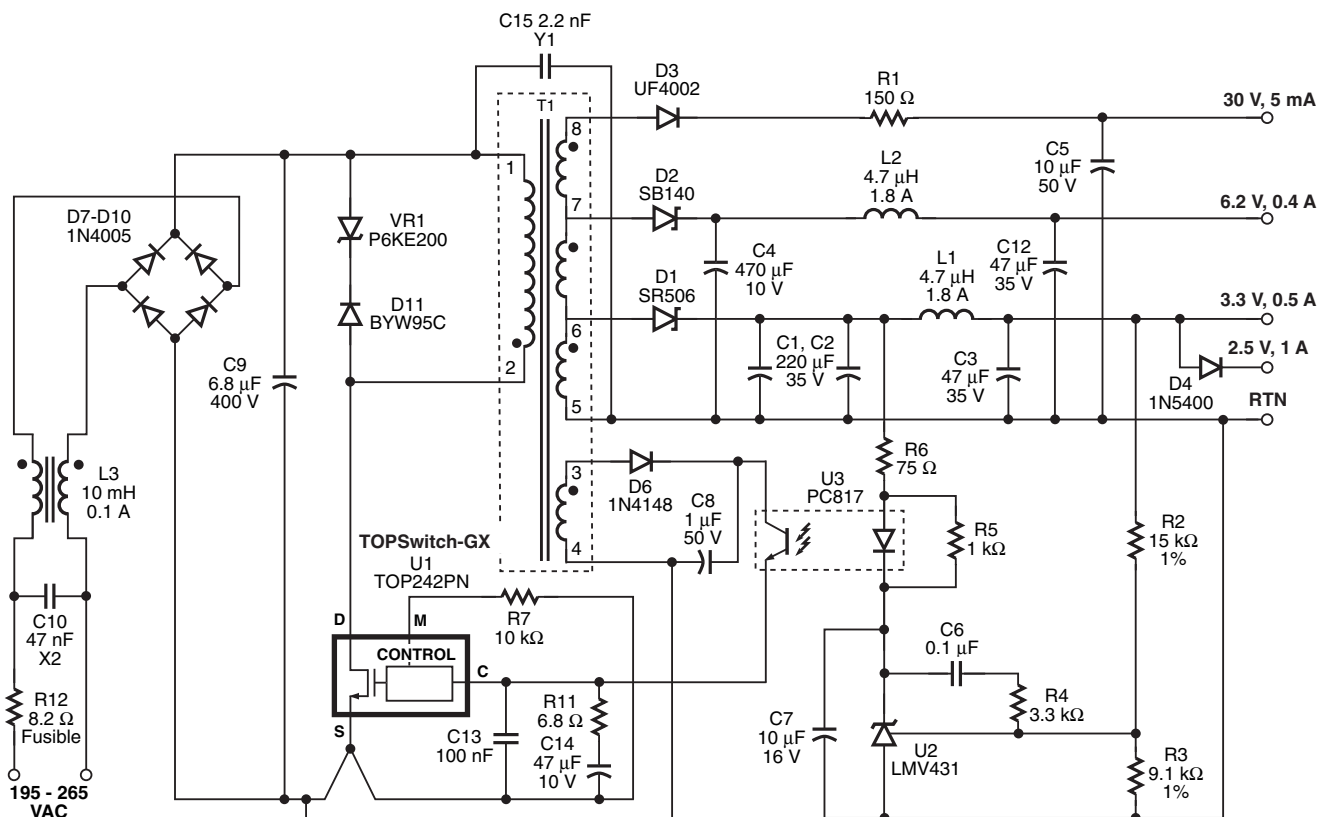 C15 2.2 nF
Y1
D3
UF4002
R1
150 Ω
30 V, 5 mA
T1
8
C5
10 µF
50 V
1
D2
SB140
L2
4.7 µH
1.8 A
6.2 V, 0.4 A
7
D7-D10
1N4005
VR1
P6KE200
C4
470 µF
10 V
C12
47 µF
35 V
L1
4.7 µH
1.8 A
D1
SR506
D11
BYW95C
3.3 V, 0.5 A
6
2
C1, C2
220 µF
35 V
C3
47 µF
35 V
2.5 V, 1 A
D4
1N5400
C9
6.8 µF
400 V
5
RTN
L3
10 mH
0.1 A
3
D6
1N4148
C8
1 µF
50 V
U3
PC817
R6
75 Ω
R5
1 kΩ
R2
15 kΩ
1%
4
TOPSwitch-GX
U1
TOP242PN
C10
47 nF
X2
D
M
R7
10 kΩ
CONTROL
C
S
R12
8.2 Ω
Fusible
C13
100 nF
R11
6.8 Ω
C14
47 µF
10 V
C7
10 µF
16 V
C6
0.1 µF
R4
3.3 kΩ
U2
LMV431
R3
9.1 kΩ
1%
195 - 265
VAC